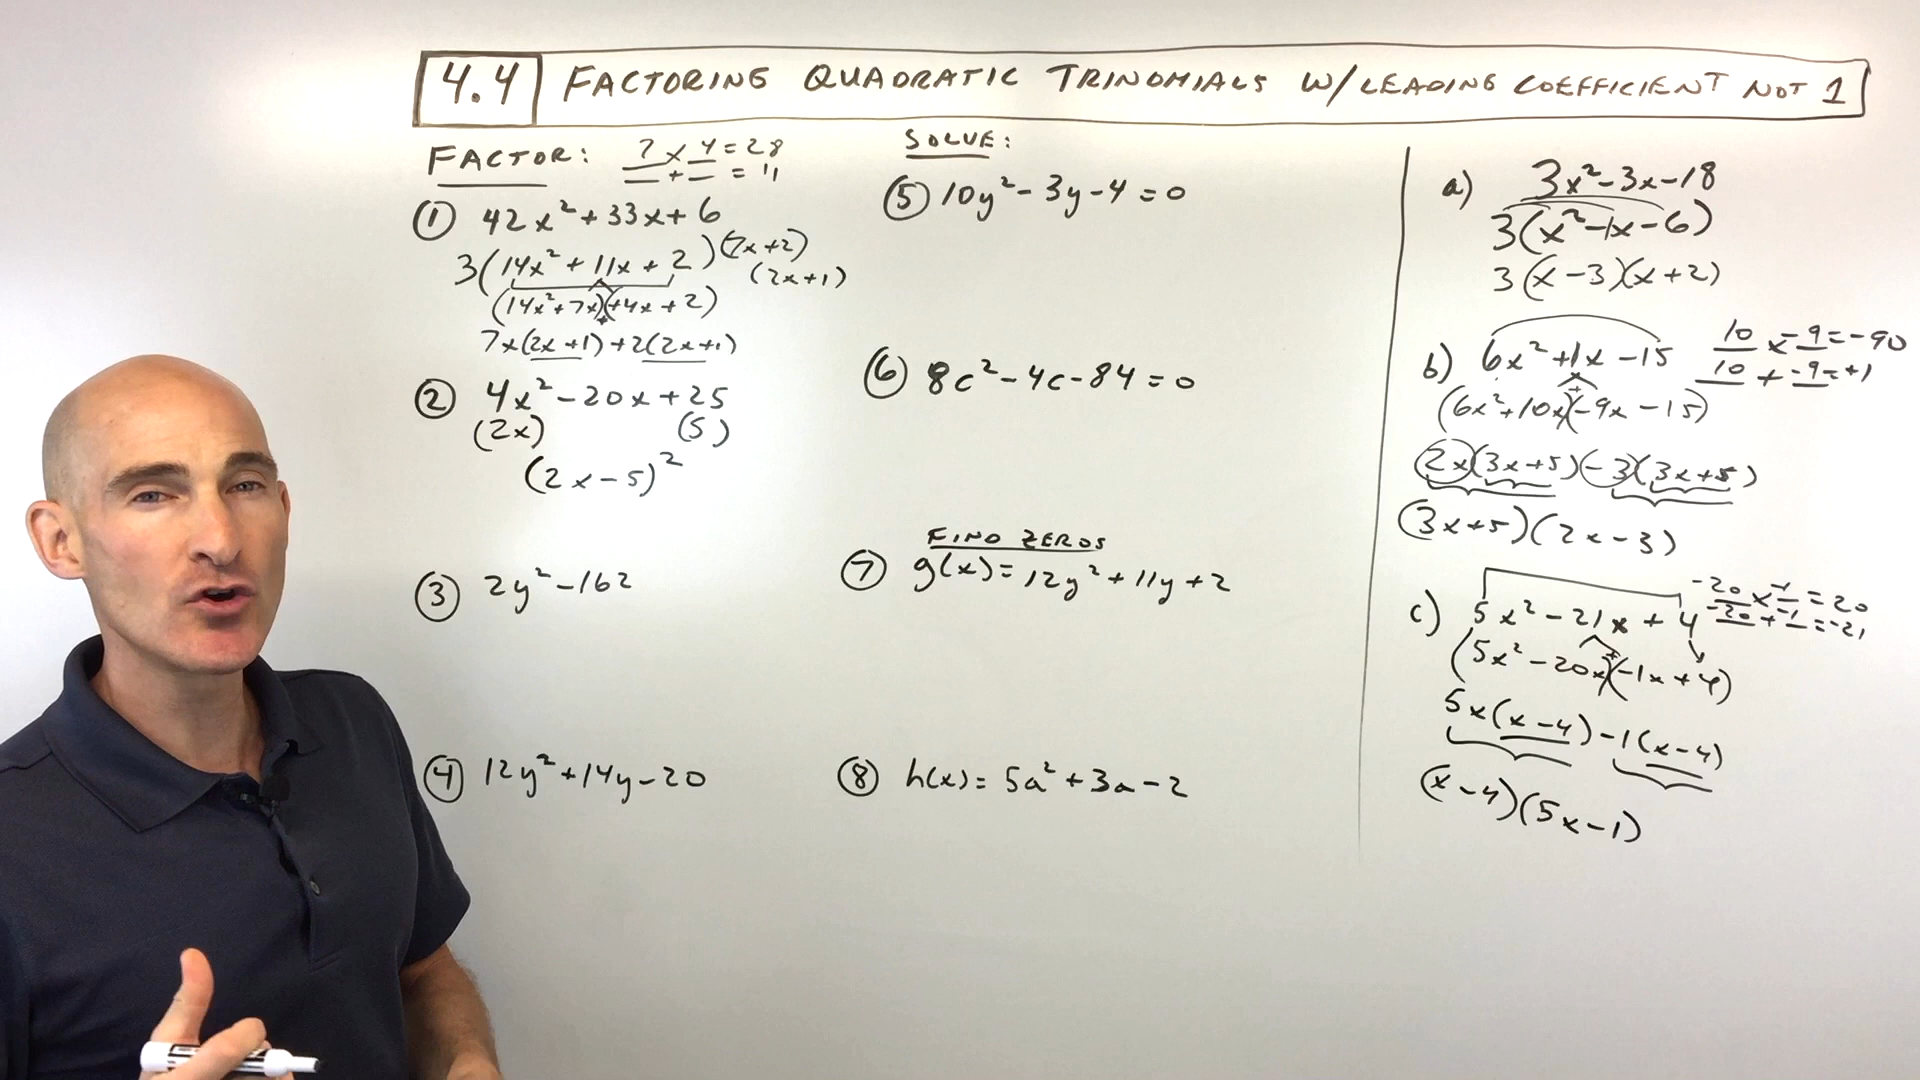 4.4 FACTORING QUADRATIC TRINOMIALS W/LEADING COEFFICIENT NOT 1
FACTOR:
7 x 4 = 28
__ + __ = 11
① 42x² + 33x + 6
3(14x² + 11x + 2) (7x+2)
(2x+1)
(14x² + 7x)(+4x + 2)
+
7x(2x+1) + 2(2x+1)
② 4x² - 20x + 25
(2x) (5)
(2x - 5)²
③ 2y² - 162
④ 12y² + 14y - 20
SOLVE:
⑤ 10y² - 3y - 4 = 0
⑥ 8c² - 4c - 84 = 0
FIND ZEROS
⑦ g(x) = 12y² + 11y + 2
⑧ h(x) = 5a² + 3a - 2
a) 3x² - 3x - 18
3(x² - 1x - 6)
3(x - 3)(x + 2)
b) 6x² + 1x - 15
10 x -9 = -90
10 + -9 = +1
+
(6x² + 10x)(-9x - 15)
2x(3x+5)(-3)(3x+5)
(3x+5)(2x-3)
c) 5x² - 21x + 4
-20 x -1 = 20
-20 + -1 = -21
+
(5x² - 20x)(-1x + 4)
5x(x-4) - 1(x-4)
(x-4)(5x-1)